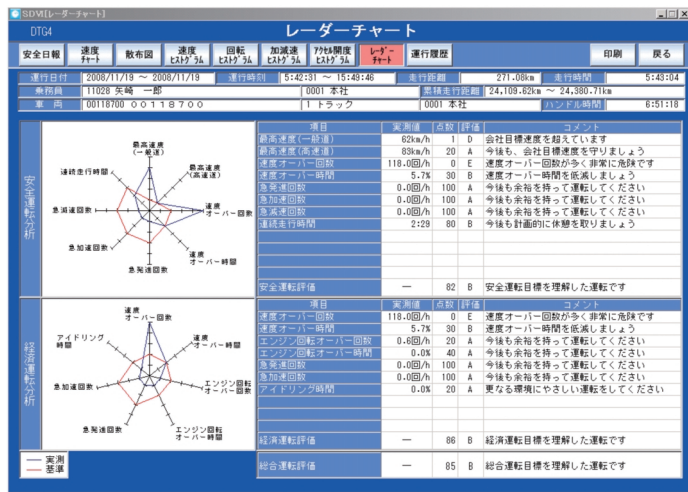 SDVM[レーダーチャート]
DTG4 レーダーチャート
安全日報 速度チャート 散布図 速度ヒストグラム 回転ヒストグラム 加減速ヒストグラム アクセル開度ヒストグラム レーダーチャート 運行履歴 印刷 戻る
運行日付 2008/11/19 ～ 2008/11/19 運行時刻 5:42:31 ～ 15:49:46 走行距離 271.08km 走行時間 5:43:04
乗務員 11028 矢崎 一郎 0001 本社 累積走行距離 24,109.62km ～ 24,380.71km
車両 00118700 00118700 1 トラック 0001 本社 ハンドル時間 6:51:18
安全運転分析
最高速度(一般道)
最高速度(高速道)
速度オーバー回数
速度オーバー時間
急発進回数
急加速回数
急減速回数
連続走行時間
項目 実測値 点数 評価 コメント
最高速度(一般道) 62km/h 1 D 会社目標速度を超えています
最高速度(高速道) 83km/h 20 A 今後も、会社目標速度を守りましょう
速度オーバー回数 118.0回/h 0 E 速度オーバー回数が多く非常に危険です
速度オーバー時間 5.7% 30 B 速度オーバー時間を低減しましょう
急発進回数 0.0回/h 100 A 今後も余裕を持って運転してください
急加速回数 0.0回/h 100 A 今後も余裕を持って運転してください
急減速回数 0.0回/h 100 A 今後も余裕を持って運転してください
連続走行時間 2:29 80 B 今後も計画的に休憩を取りましょう
安全運転評価 — 82 B 安全運転目標を理解した運転です
経済運転分析
速度オーバー回数
速度オーバー時間
エンジン回転オーバー回数
エンジン回転オーバー時間
急発進回数
急加速回数
アイドリング時間
項目 実測値 点数 評価 コメント
速度オーバー回数 118.0回/h 0 E 速度オーバー回数が多く非常に危険です
速度オーバー時間 5.7% 30 B 速度オーバー時間を低減しましょう
エンジン回転オーバー回数 0.6回/h 20 A 今後も余裕を持って運転してください
エンジン回転オーバー時間 0.0% 40 A 今後も余裕を持って運転してください
急発進回数 0.0回/h 100 A 今後も余裕を持って運転してください
急加速回数 0.0回/h 100 A 今後も余裕を持って運転してください
アイドリング時間 0.0% 20 A 更なる環境にやさしい運転をしてください
経済運転評価 — 86 B 経済運転目標を理解した運転です
総合運転評価 — 85 B 総合運転目標を理解した運転です
実測
基準